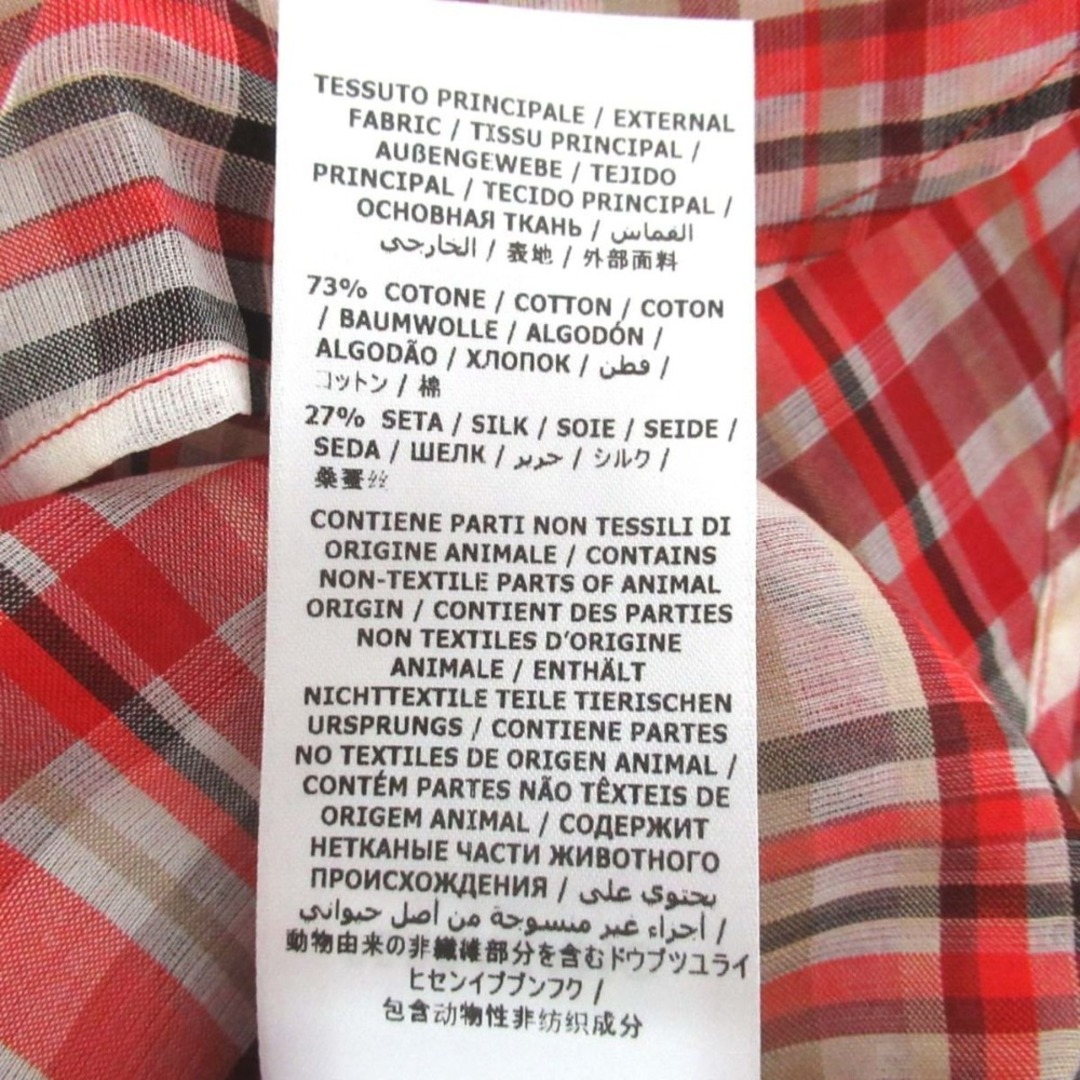 TESSUTO PRINCIPALE / EXTERNAL
FABRIC / TISSU PRINCIPAL /
AUßENGEWEBE / TEJIDO
PRINCIPAL / TECIDO PRINCIPAL /
ОСНОВНАЯ ТКАНЬ / القماس
الخارجي / 表地 / 外部面料
73% COTONE / COTTON / COTON
/ BAUMWOLLE / ALGODÓN /
ALGODÃO / ХЛОПОК / قطن /
コットン / 棉
27% SETA / SILK / SOIE / SEIDE /
SEDA / ШЕЛК / حرير / シルク /
桑蚕丝
CONTIENE PARTI NON TESSILI DI
ORIGINE ANIMALE / CONTAINS
NON-TEXTILE PARTS OF ANIMAL
ORIGIN / CONTIENT DES PARTIES
NON TEXTILES D'ORIGINE
ANIMALE / ENTHÄLT
NICHTTEXTILE TEILE TIERISCHEN
URSPRUNGS / CONTIENE PARTES
NO TEXTILES DE ORIGEN ANIMAL /
CONTÉM PARTES NÃO TÊXTEIS DE
ORIGEM ANIMAL / СОДЕРЖИТ
НЕТКАНЫЕ ЧАСТИ ЖИВОТНОГО
ПРОИСХОЖДЕНИЯ / يحتوي على
أجزاء غير منسوجة من أصل حيواني /
動物由来の非繊維部分を含むドウブツユライ
ヒセンイブブンフク /
包含动物性非纺织成分